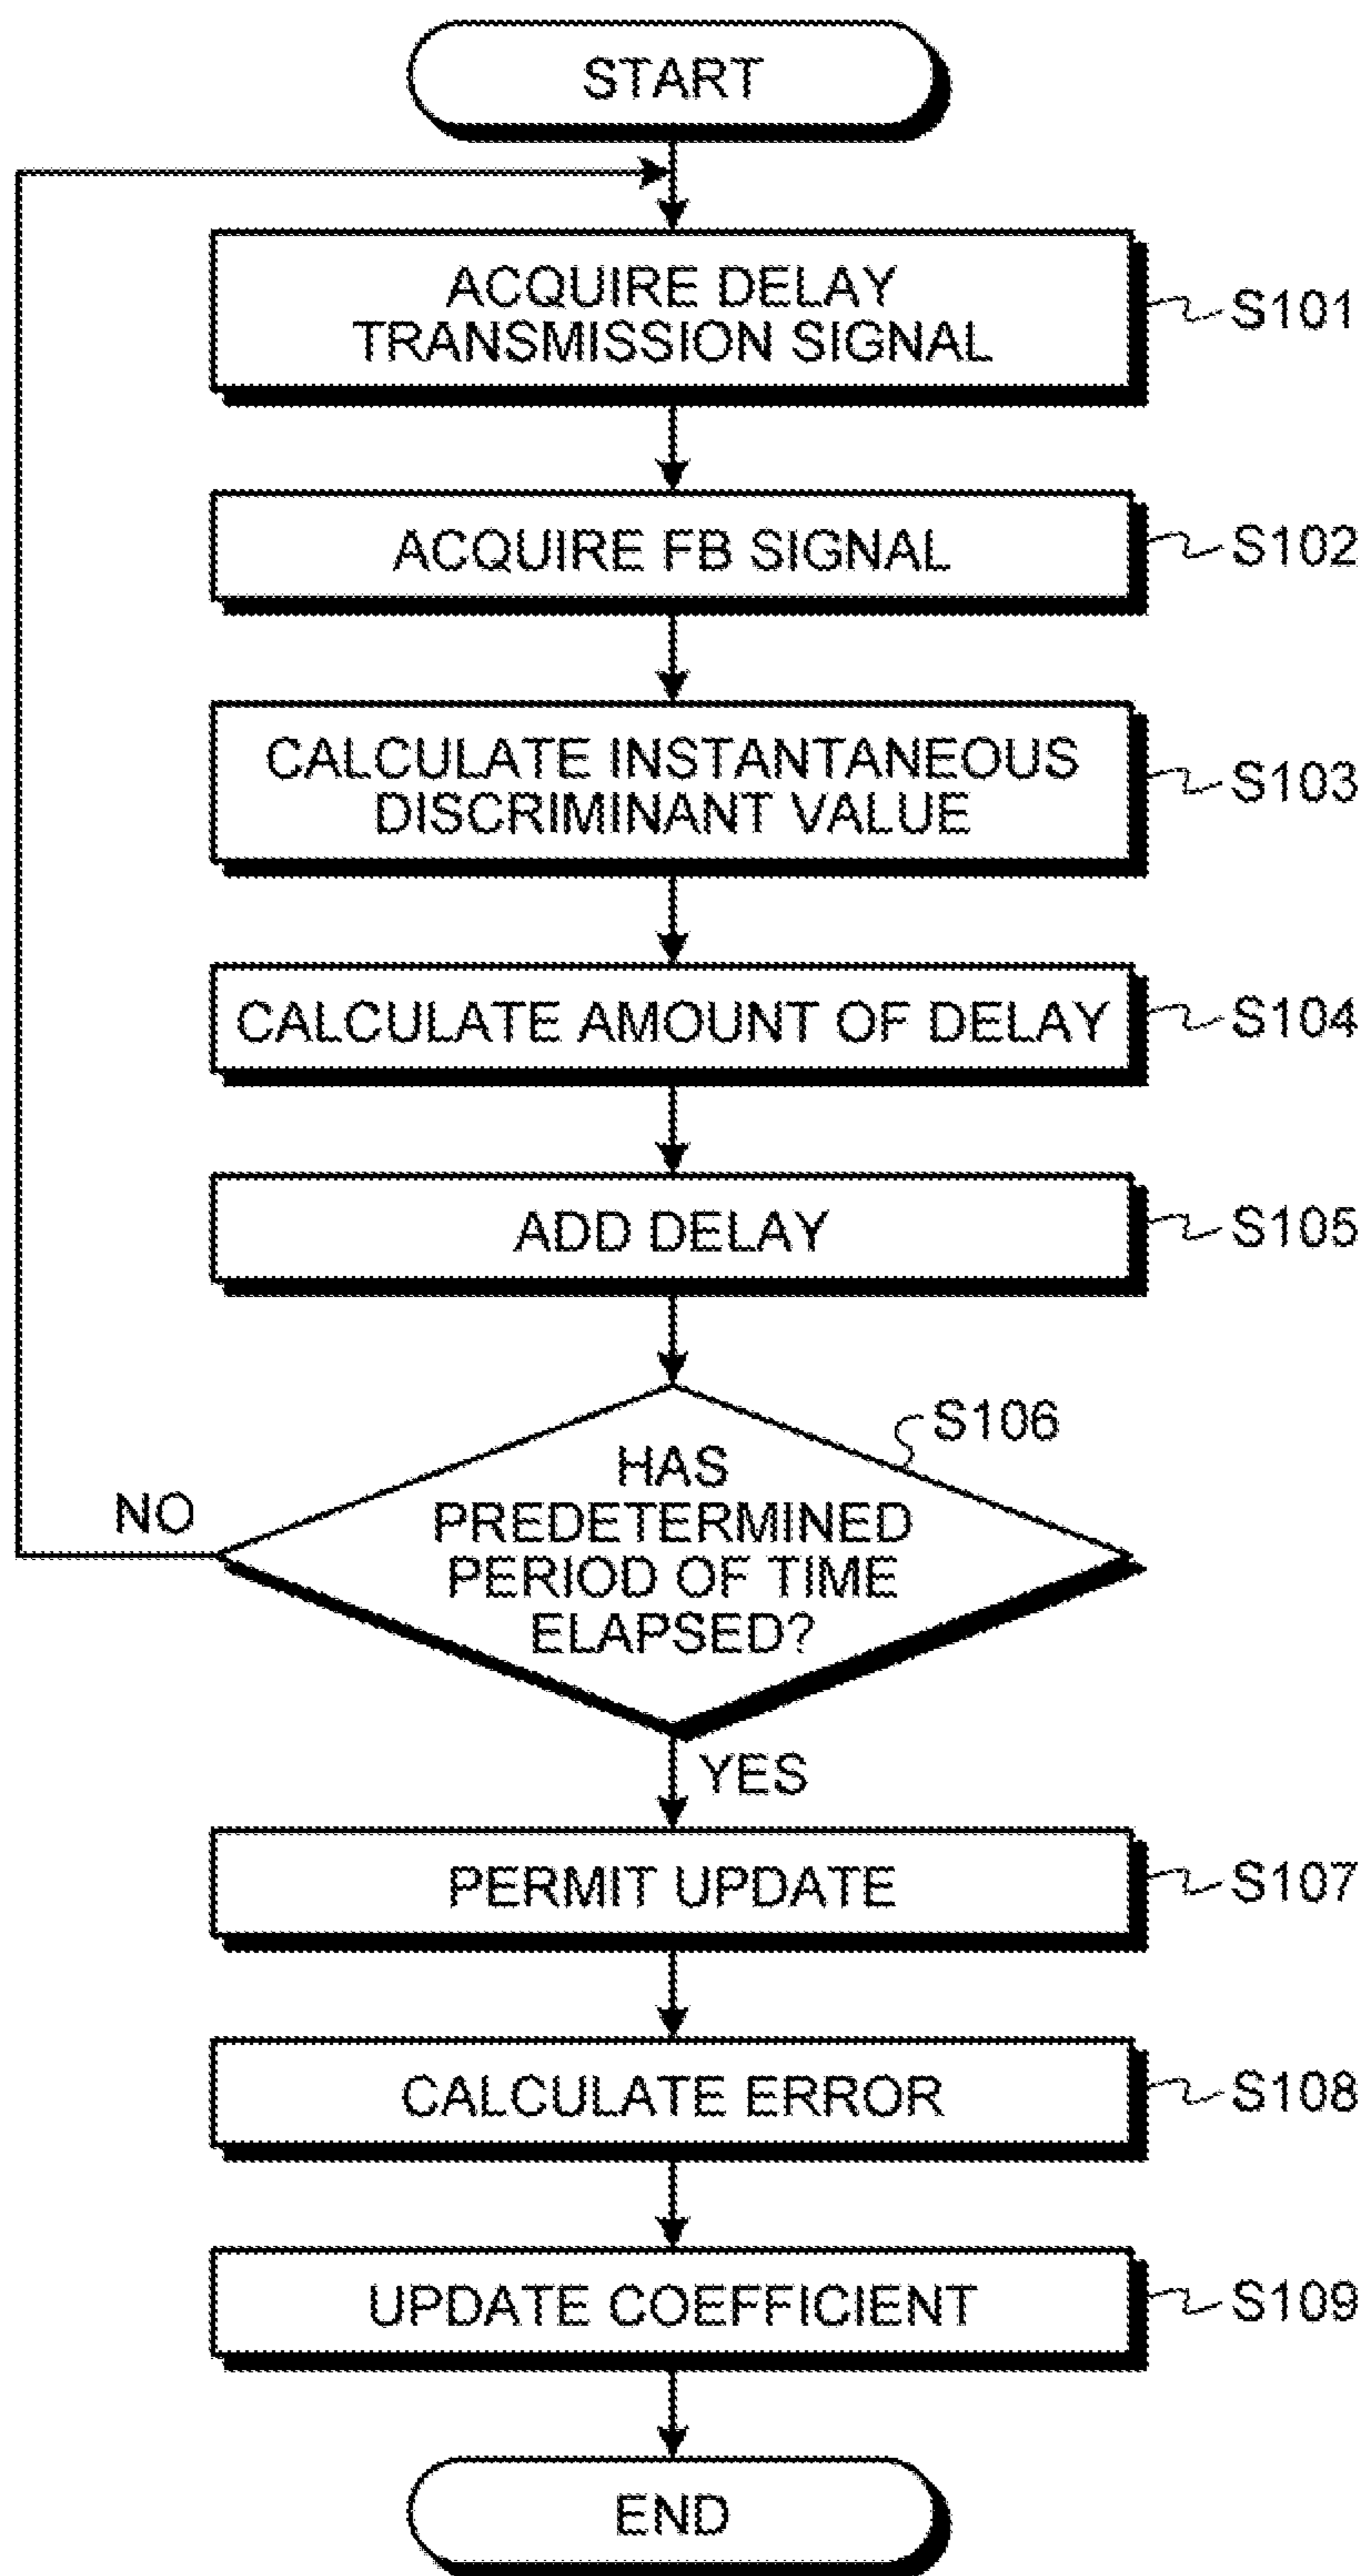 START
ACQUIRE DELAY
TRANSMISSION SIGNAL
S101
ACQUIRE FB SIGNAL
S102
CALCULATE INSTANTANEOUS
DISCRIMINANT VALUE
S103
CALCULATE AMOUNT OF DELAY
S104
ADD DELAY
S105
S106
HAS
PREDETERMINED
PERIOD OF TIME
ELAPSED?
NO
YES
PERMIT UPDATE
S107
CALCULATE ERROR
S108
UPDATE COEFFICIENT
S109
END